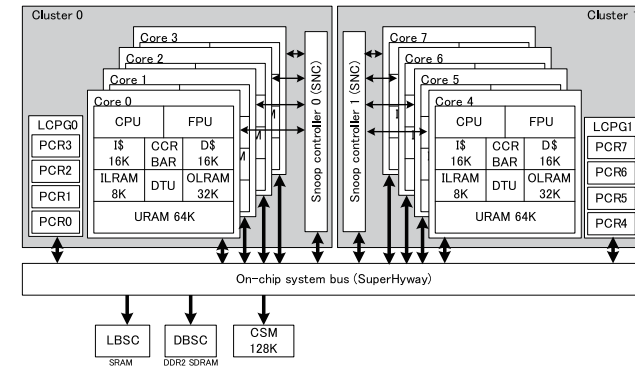 Cluster 0
Core 3
Core 2
Core 1
Core 0
CPU
FPU
I$
16K
CCR
BAR
D$
16K
ILRAM
8K
DTU
OLRAM
32K
URAM 64K
LCPG0
PCR3
PCR2
PCR1
PCR0
Snoop controller 0 (SNC)
Snoop controller 1 (SNC)
Cluster
Core 7
Core 6
Core 5
Core 4
CPU
FPU
I$
16K
CCR
BAR
D$
16K
ILRAM
8K
DTU
OLRAM
32K
URAM 64K
LCPG1
PCR7
PCR6
PCR5
PCR4
On-chip system bus (SuperHyway)
LBSC
SRAM
DBSC
DDR2 SDRAM
CSM
128K